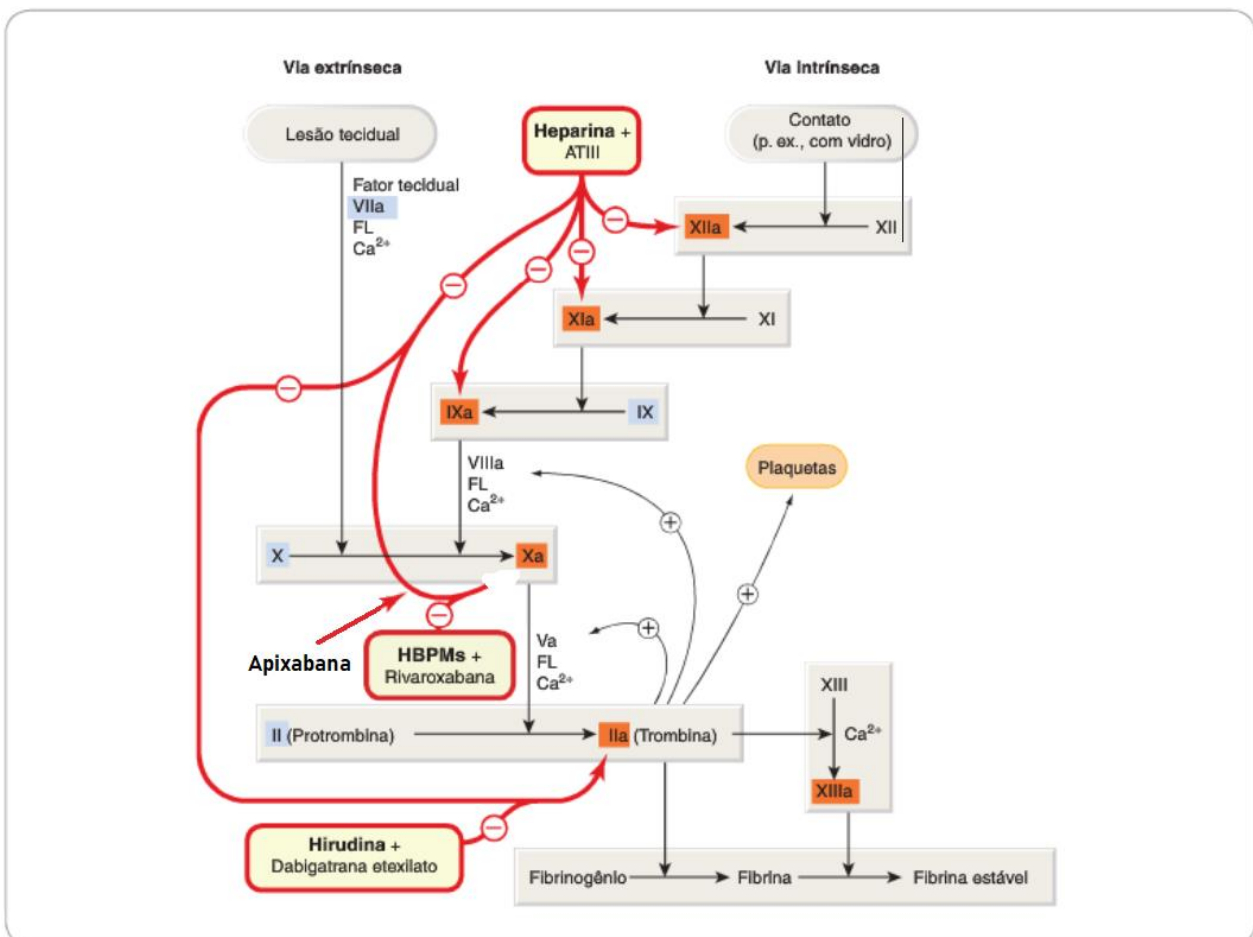 Via extrínseca
Via Intrínseca
Lesão tecidual
Heparina +
ATIII
Contato
(p. ex., com vidro)
Fator tecidual
VIIa
FL
Ca²⁺
XIIa
XII
XIa
XI
IXa
IX
VIIIa
FL
Ca²⁺
Plaquetas
X
Xa
Apixabana
HBPMs +
Rivaroxabana
Va
FL
Ca²⁺
XIII
Ca²⁺
XIIIa
II (Protrombina)
IIa (Trombina)
Hirudina +
Dabigatrana etexilato
Fibrinogênio
Fibrina
Fibrina estável